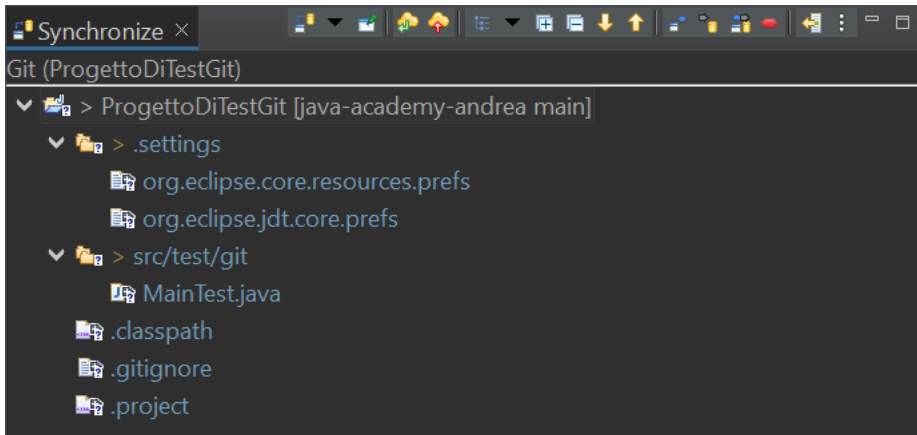 Synchronize
Git (ProgettoDiTestGit)
> ProgettoDiTestGit [java-academy-andrea main]
> .settings
org.eclipse.core.resources.prefs
org.eclipse.jdt.core.prefs
> src/test/git
MainTest.java
.classpath
.gitignore
.project